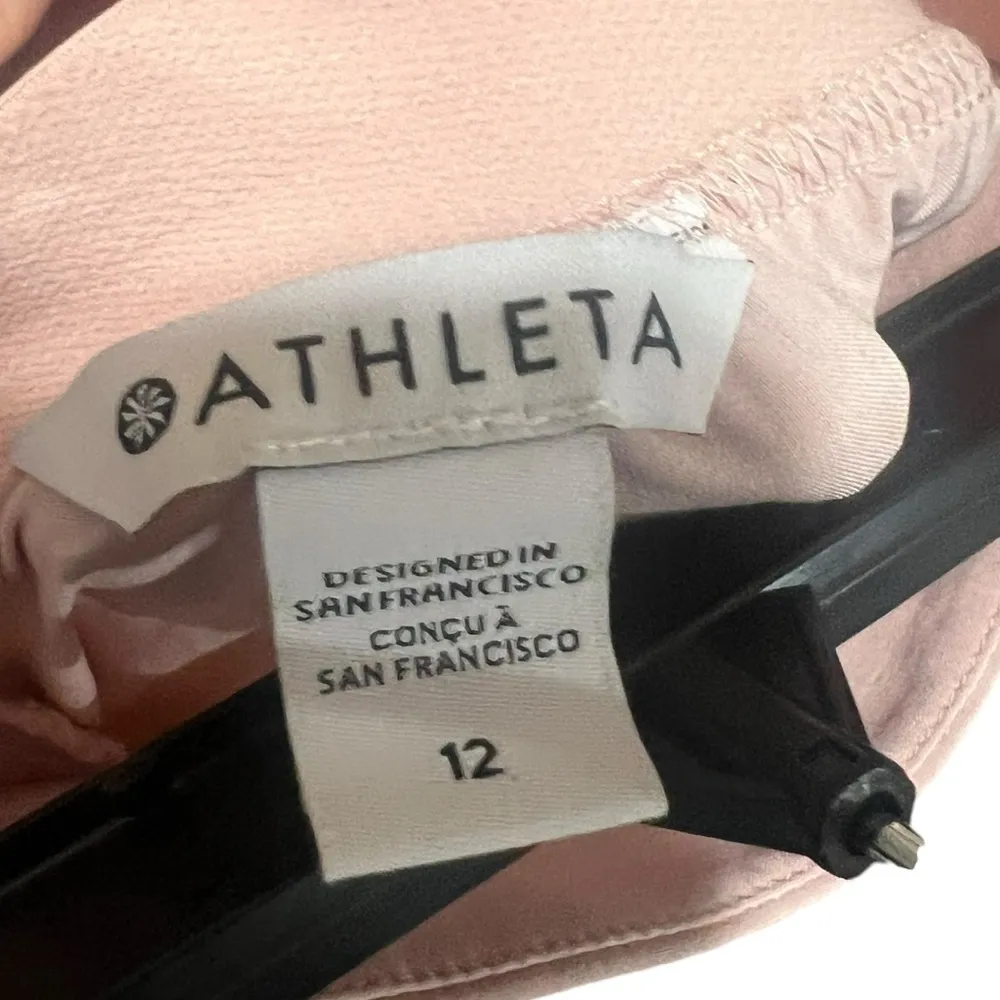 ATHLETA
DESIGNED IN
SAN FRANCISCO
CONÇU À
SAN FRANCISCO
12